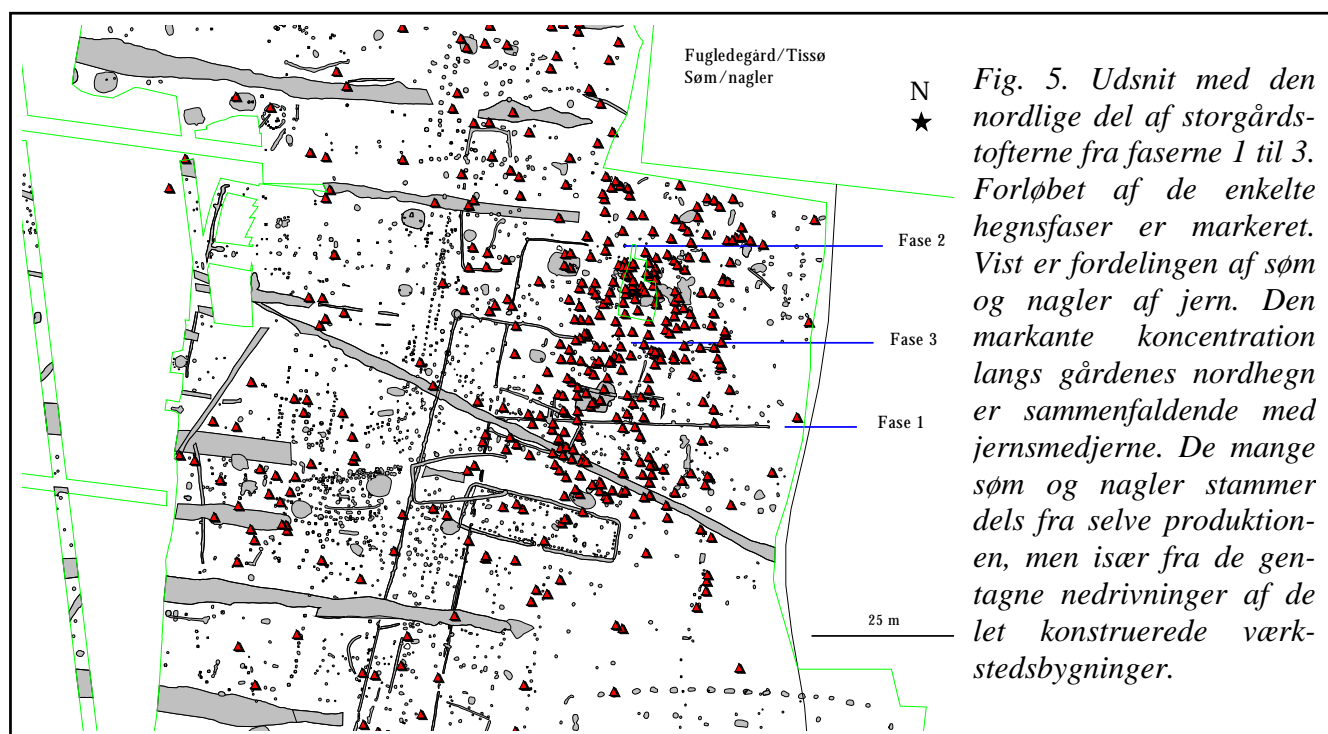 Fugledegård/Tissø
Søm/nagler
N
Fase 2
Fase 3
Fase 1
25 m
Fig. 5. Udsnit med den
nordlige del af storgårds-
tofterne fra faserne 1 til 3.
Forløbet af de enkelte
hegnsfaser er markeret.
Vist er fordelingen af søm
og nagler af jern. Den
markante koncentration
langs gårdenes nordhegn
er sammenfaldende med
jernsmedjerne. De mange
søm og nagler stammer
dels fra selve produktion-
en, men især fra de gen-
tagne nedrivninger af de
let konstruerede værk-
stedsbygninger.